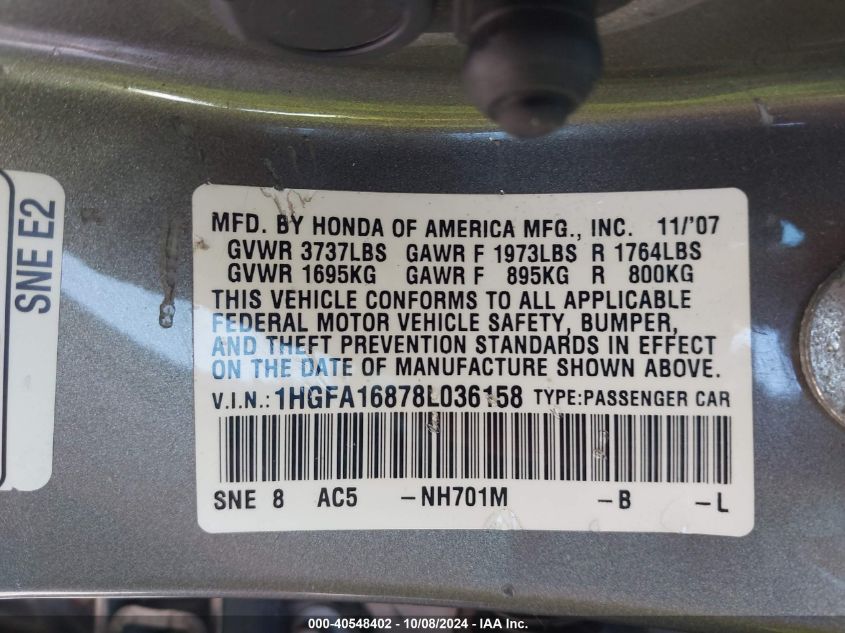 SNE E2
MFD. BY HONDA OF AMERICA MFG., INC. 11/'07
GVWR 3737LBS GAWR F 1973LBS R 1764LBS
GVWR 1695KG GAWR F 895KG R 800KG
THIS VEHICLE CONFORMS TO ALL APPLICABLE
FEDERAL MOTOR VEHICLE SAFETY, BUMPER,
AND THEFT PREVENTION STANDARDS IN EFFECT
ON THE DATE OF MANUFACTURE SHOWN ABOVE.
V.I.N.: 1HGFA16878L036158 TYPE:PASSENGER CAR
SNE 8 AC5 -NH701M -B -L
000-40548402 - 10/08/2024 - IAA Inc.